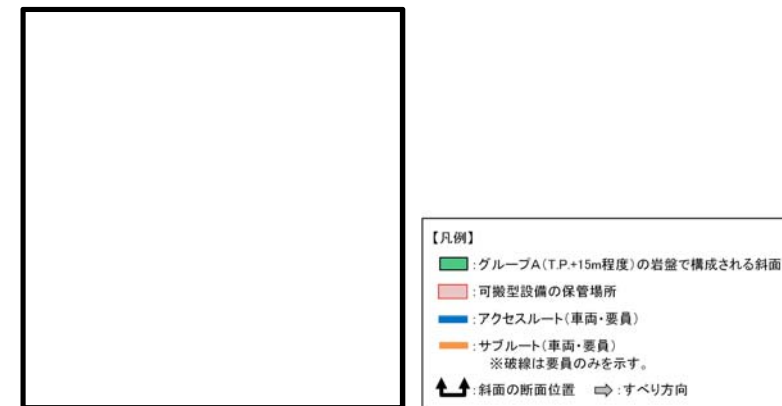 【凡例】
:グループA(T.P.+15m程度)の岩盤で構成される斜面
:可搬型設備の保管場所
:アクセスルート(車両・要員)
:サブルート(車両・要員)
※破線は要員のみを示す。
:斜面の断面位置 :すべり方向